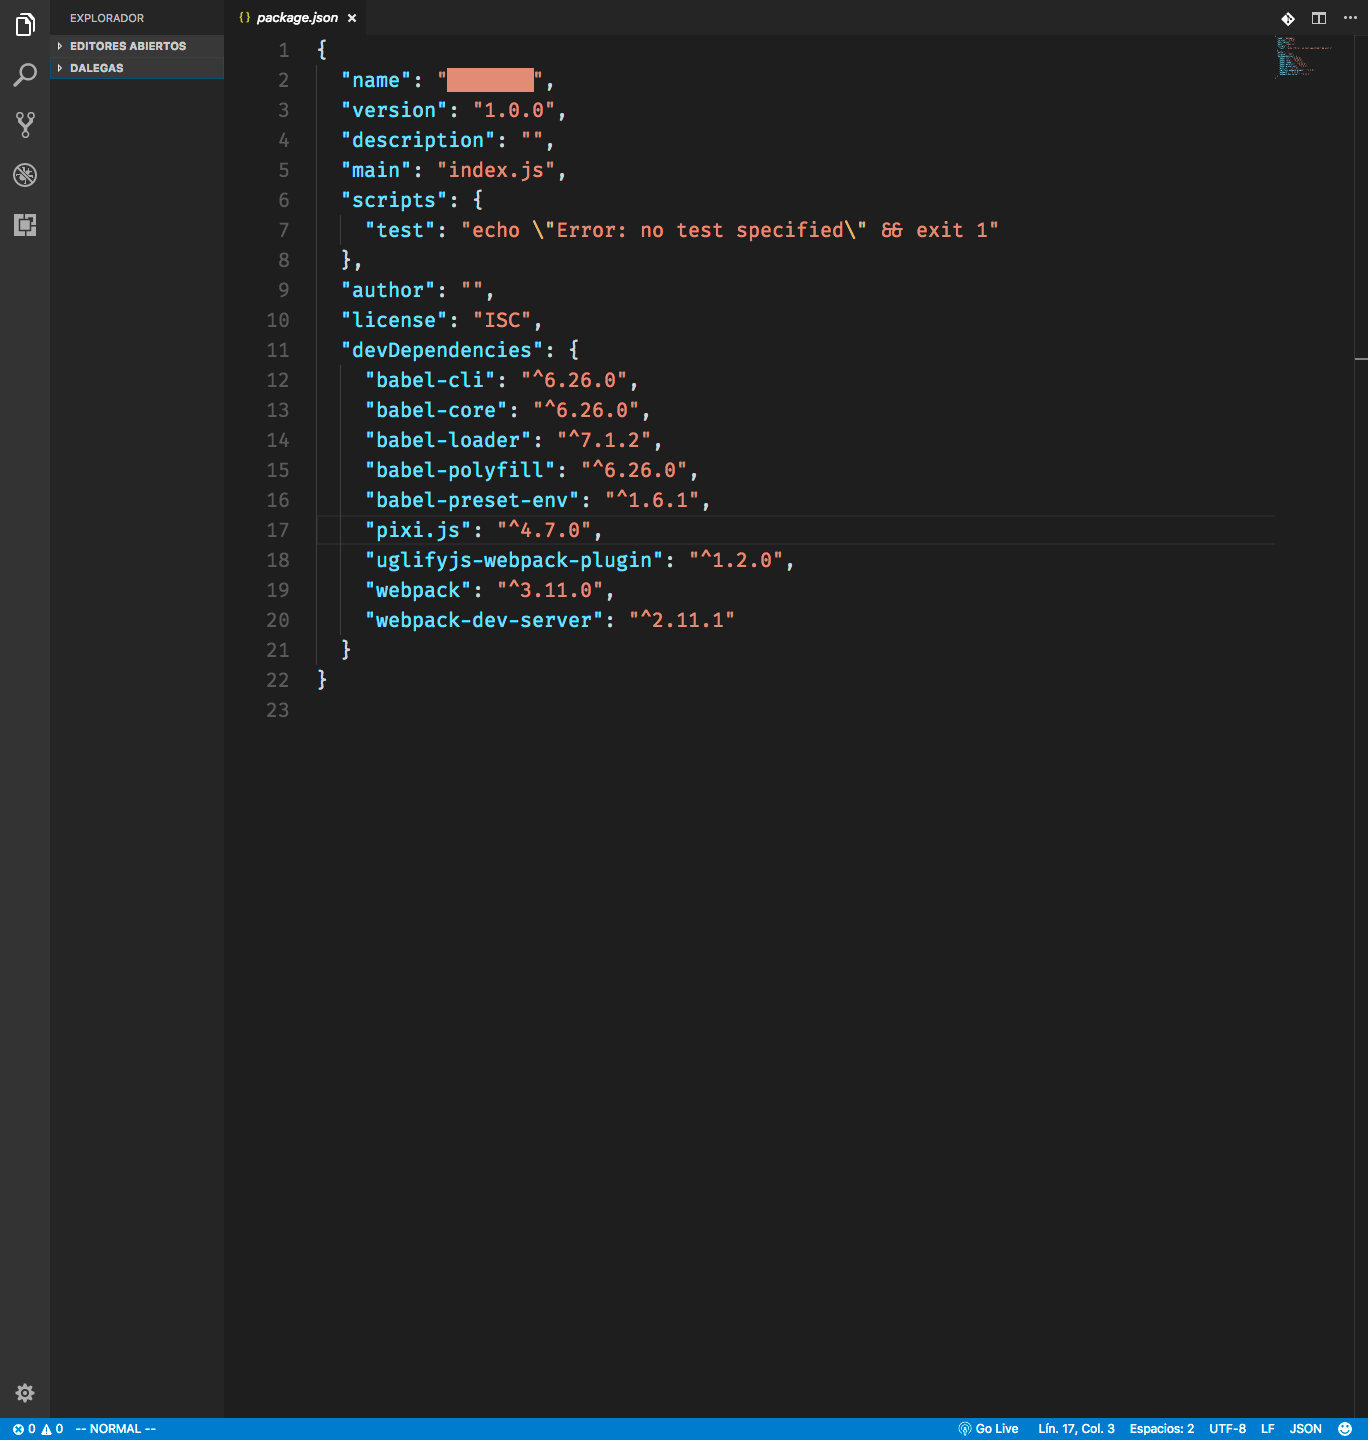 EXPLORADOR
EDITORES ABIERTOS
DALEGAS
{} package.json ×
1 {
2 "name": "",
3 "version": "1.0.0",
4 "description": "",
5 "main": "index.js",
6 "scripts": {
7 "test": "echo \"Error: no test specified\" && exit 1"
8 },
9 "author": "",
10 "license": "ISC",
11 "devDependencies": {
12 "babel-cli": "^6.26.0",
13 "babel-core": "^6.26.0",
14 "babel-loader": "^7.1.2",
15 "babel-polyfill": "^6.26.0",
16 "babel-preset-env": "^1.6.1",
17 "pixi.js": "^4.7.0",
18 "uglifyjs-webpack-plugin": "^1.2.0",
19 "webpack": "^3.11.0",
20 "webpack-dev-server": "^2.11.1"
21 }
22 }
23
0 0 -- NORMAL -- Go Live Lín. 17, Col. 3 Espacios: 2 UTF-8 LF JSON